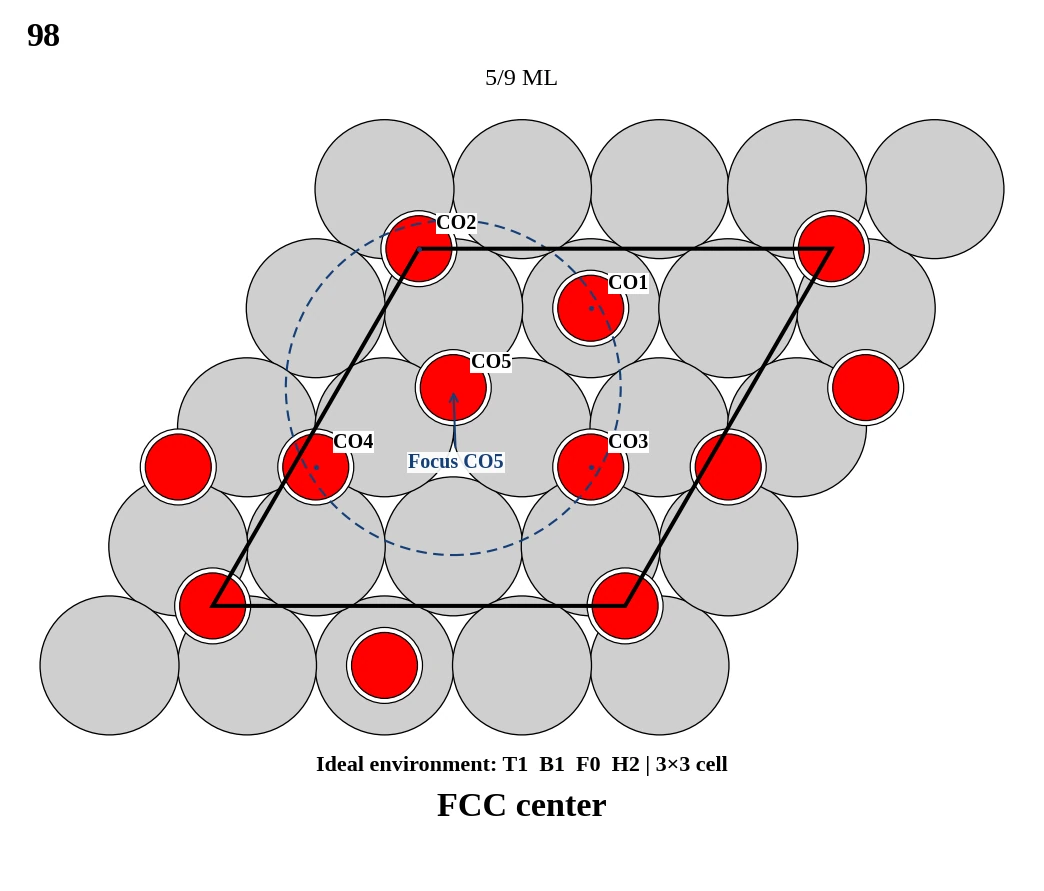 98
5/9 ML
CO2
CO1
CO5
CO4
CO3
Focus CO5
Ideal environment: T1  B1  F0  H2 | 3×3 cell
FCC center